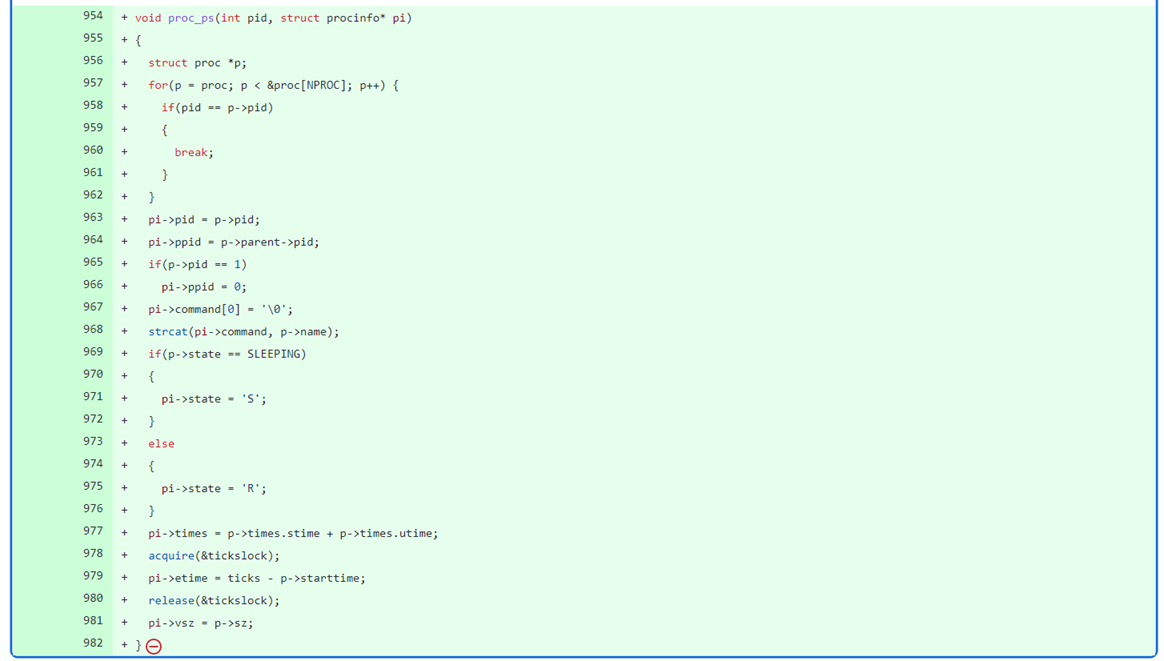 954 + void proc_ps(int pid, struct procinfo* pi)
955 + {
956 +   struct proc *p;
957 +   for(p = proc; p < &proc[NPROC]; p++) {
958 +     if(pid == p->pid)
959 +     {
960 +       break;
961 +     }
962 +   }
963 +   pi->pid = p->pid;
964 +   pi->ppid = p->parent->pid;
965 +   if(p->pid == 1)
966 +     pi->ppid = 0;
967 +   pi->command[0] = '\0';
968 +   strcat(pi->command, p->name);
969 +   if(p->state == SLEEPING)
970 +   {
971 +     pi->state = 'S';
972 +   }
973 +   else
974 +   {
975 +     pi->state = 'R';
976 +   }
977 +   pi->times = p->times.stime + p->times.utime;
978 +   acquire(&tickslock);
979 +   pi->etime = ticks - p->starttime;
980 +   release(&tickslock);
981 +   pi->vsz = p->sz;
982 + }